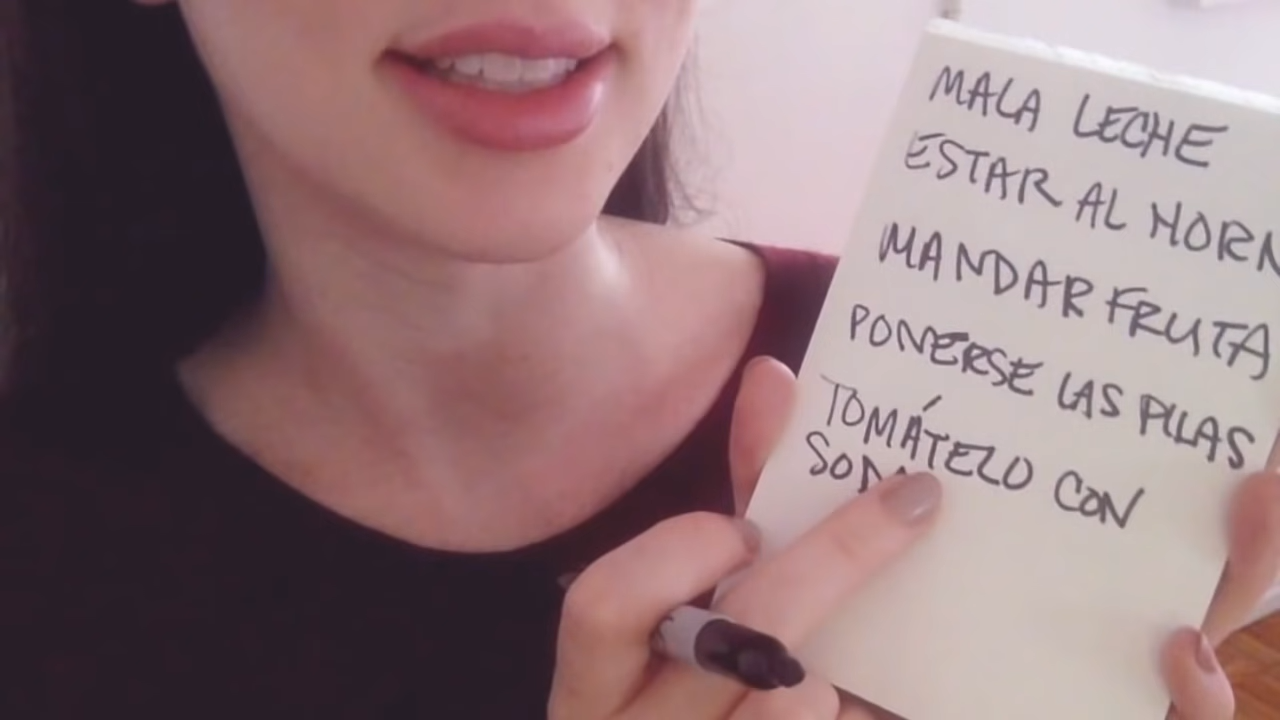 MALA LECHE
ESTAR AL HORN
MANDAR FRUTA
PONERSE LAS PILAS
TOMÁTELO CON